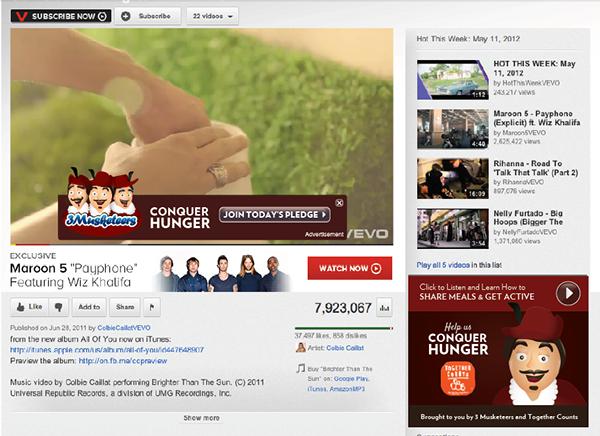 SUBSCRIBE NOW
Subscribe
22 videos
3 Musketeers
CONQUER
HUNGER
JOIN TODAY'S PLEDGE
Advertisement
VEVO
EXCLUSIVE
Maroon 5 "Payphone"
Featuring Wiz Khalifa
WATCH NOW
Like
Add to
Share
7,923,067
Published on Jun 28, 2011 by ColbieCaillatVEVO
from the new album All Of You now on iTunes:
http://itunes.apple.com/us/album/all-of-you/id447648907
Preview the album: http://on.fb.me/ccpreview
Music video by Colbie Caillat performing Brighter Than The Sun. (C) 2011
Universal Republic Records, a division of UMG Recordings, Inc.
37,497 likes, 858 dislikes
Artist: Colbie Caillat
Buy "Brighter Than The
Sun" on: Google Play,
iTunes, AmazonMP3
Show more
Hot This Week: May 11, 2012
1:12
HOT THIS WEEK: May
11, 2012
by HotThisWeekVEVO
243,217 views
4:40
Maroon 5 - Payphone
(Explicit) ft. Wiz Khalifa
by Maroon5VEVO
2,625,422 views
16:09
Rihanna - Road To
'Talk That Talk' (Part 2)
by RihannaVEVO
897,076 views
3:54
Nelly Furtado - Big
Hoops (Bigger The
by NellyFurtadoVEVO
1,371,060 views
Play all 5 videos in this list
Click to Listen and Learn How to
SHARE MEALS & GET ACTIVE
Help us
CONQUER
HUNGER
TOGETHER
COUNTS
Brought to you by 3 Musketeers and Together Counts
Suggestions